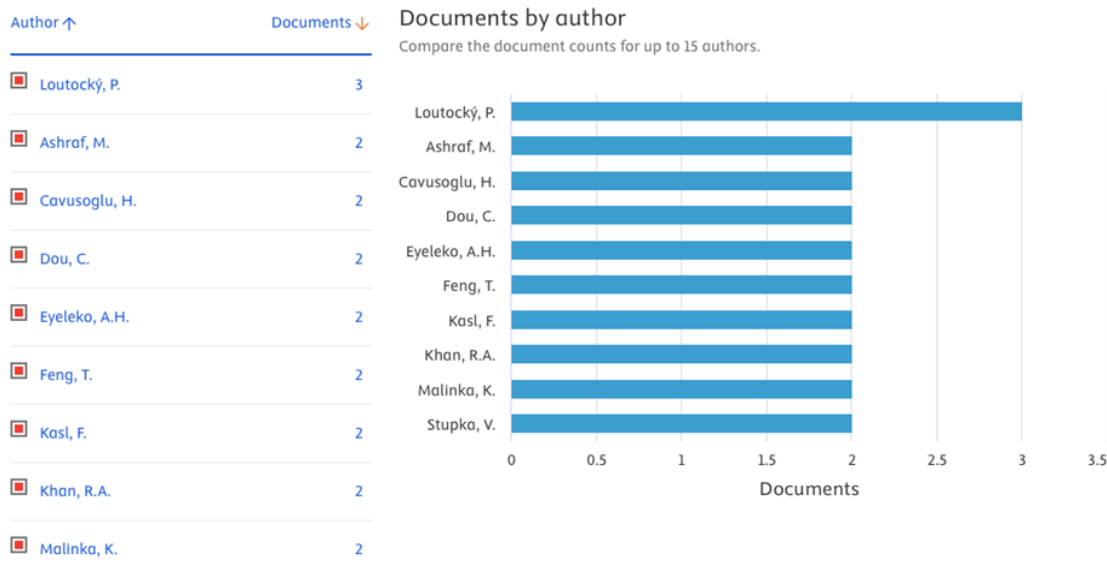 Author ↑ Documents ↓
Loutocký, P. 3
Ashraf, M. 2
Cavusoglu, H. 2
Dou, C. 2
Eyeleko, A.H. 2
Feng, T. 2
Kasl, F. 2
Khan, R.A. 2
Malinka, K. 2
Documents by author
Compare the document counts for up to 15 authors.
Loutocký, P.
Ashraf, M.
Cavusoglu, H.
Dou, C.
Eyeleko, A.H.
Feng, T.
Kasl, F.
Khan, R.A.
Malinka, K.
Stupka, V.
0 0.5 1 1.5 2 2.5 3 3.5
Documents